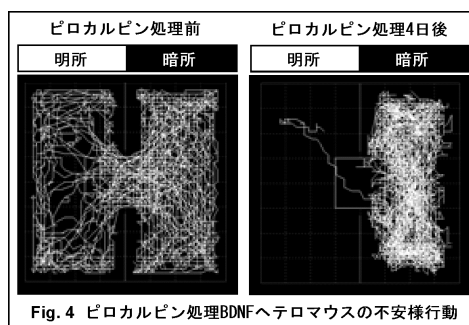 ピロカルピン処理前
ピロカルピン処理4日後
明所
暗所
明所
暗所
Fig. 4 ピロカルピン処理BDNFヘテロマウスの不安様行動